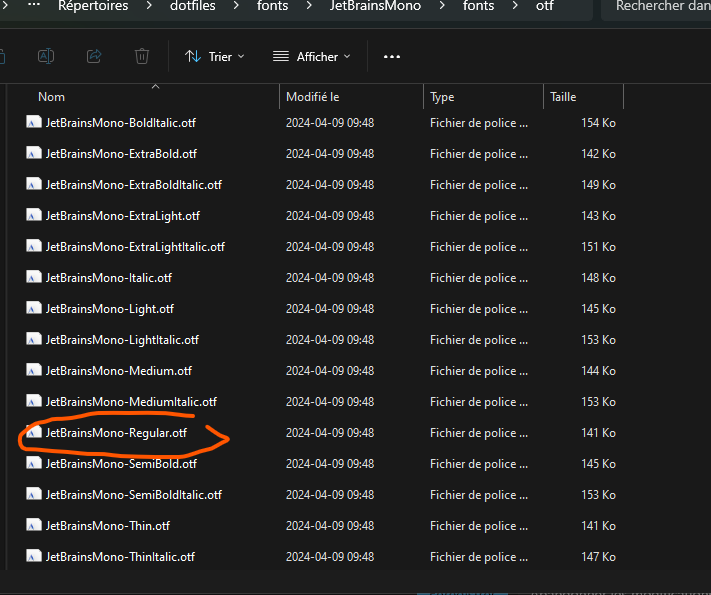 Répertoires > dotfiles > fonts > JetBrainsMono > fonts > otf
Rechercher dan
Trier Afficher
Nom Modifié le Type Taille
JetBrainsMono-BoldItalic.otf 2024-04-09 09:48 Fichier de police ... 154 Ko
JetBrainsMono-ExtraBold.otf 2024-04-09 09:48 Fichier de police ... 142 Ko
JetBrainsMono-ExtraBoldItalic.otf 2024-04-09 09:48 Fichier de police ... 149 Ko
JetBrainsMono-ExtraLight.otf 2024-04-09 09:48 Fichier de police ... 143 Ko
JetBrainsMono-ExtraLightItalic.otf 2024-04-09 09:48 Fichier de police ... 151 Ko
JetBrainsMono-Italic.otf 2024-04-09 09:48 Fichier de police ... 148 Ko
JetBrainsMono-Light.otf 2024-04-09 09:48 Fichier de police ... 145 Ko
JetBrainsMono-LightItalic.otf 2024-04-09 09:48 Fichier de police ... 153 Ko
JetBrainsMono-Medium.otf 2024-04-09 09:48 Fichier de police ... 144 Ko
JetBrainsMono-MediumItalic.otf 2024-04-09 09:48 Fichier de police ... 153 Ko
JetBrainsMono-Regular.otf 2024-04-09 09:48 Fichier de police ... 141 Ko
JetBrainsMono-SemiBold.otf 2024-04-09 09:48 Fichier de police ... 145 Ko
JetBrainsMono-SemiBoldItalic.otf 2024-04-09 09:48 Fichier de police ... 153 Ko
JetBrainsMono-Thin.otf 2024-04-09 09:48 Fichier de police ... 141 Ko
JetBrainsMono-ThinItalic.otf 2024-04-09 09:48 Fichier de police ... 147 Ko